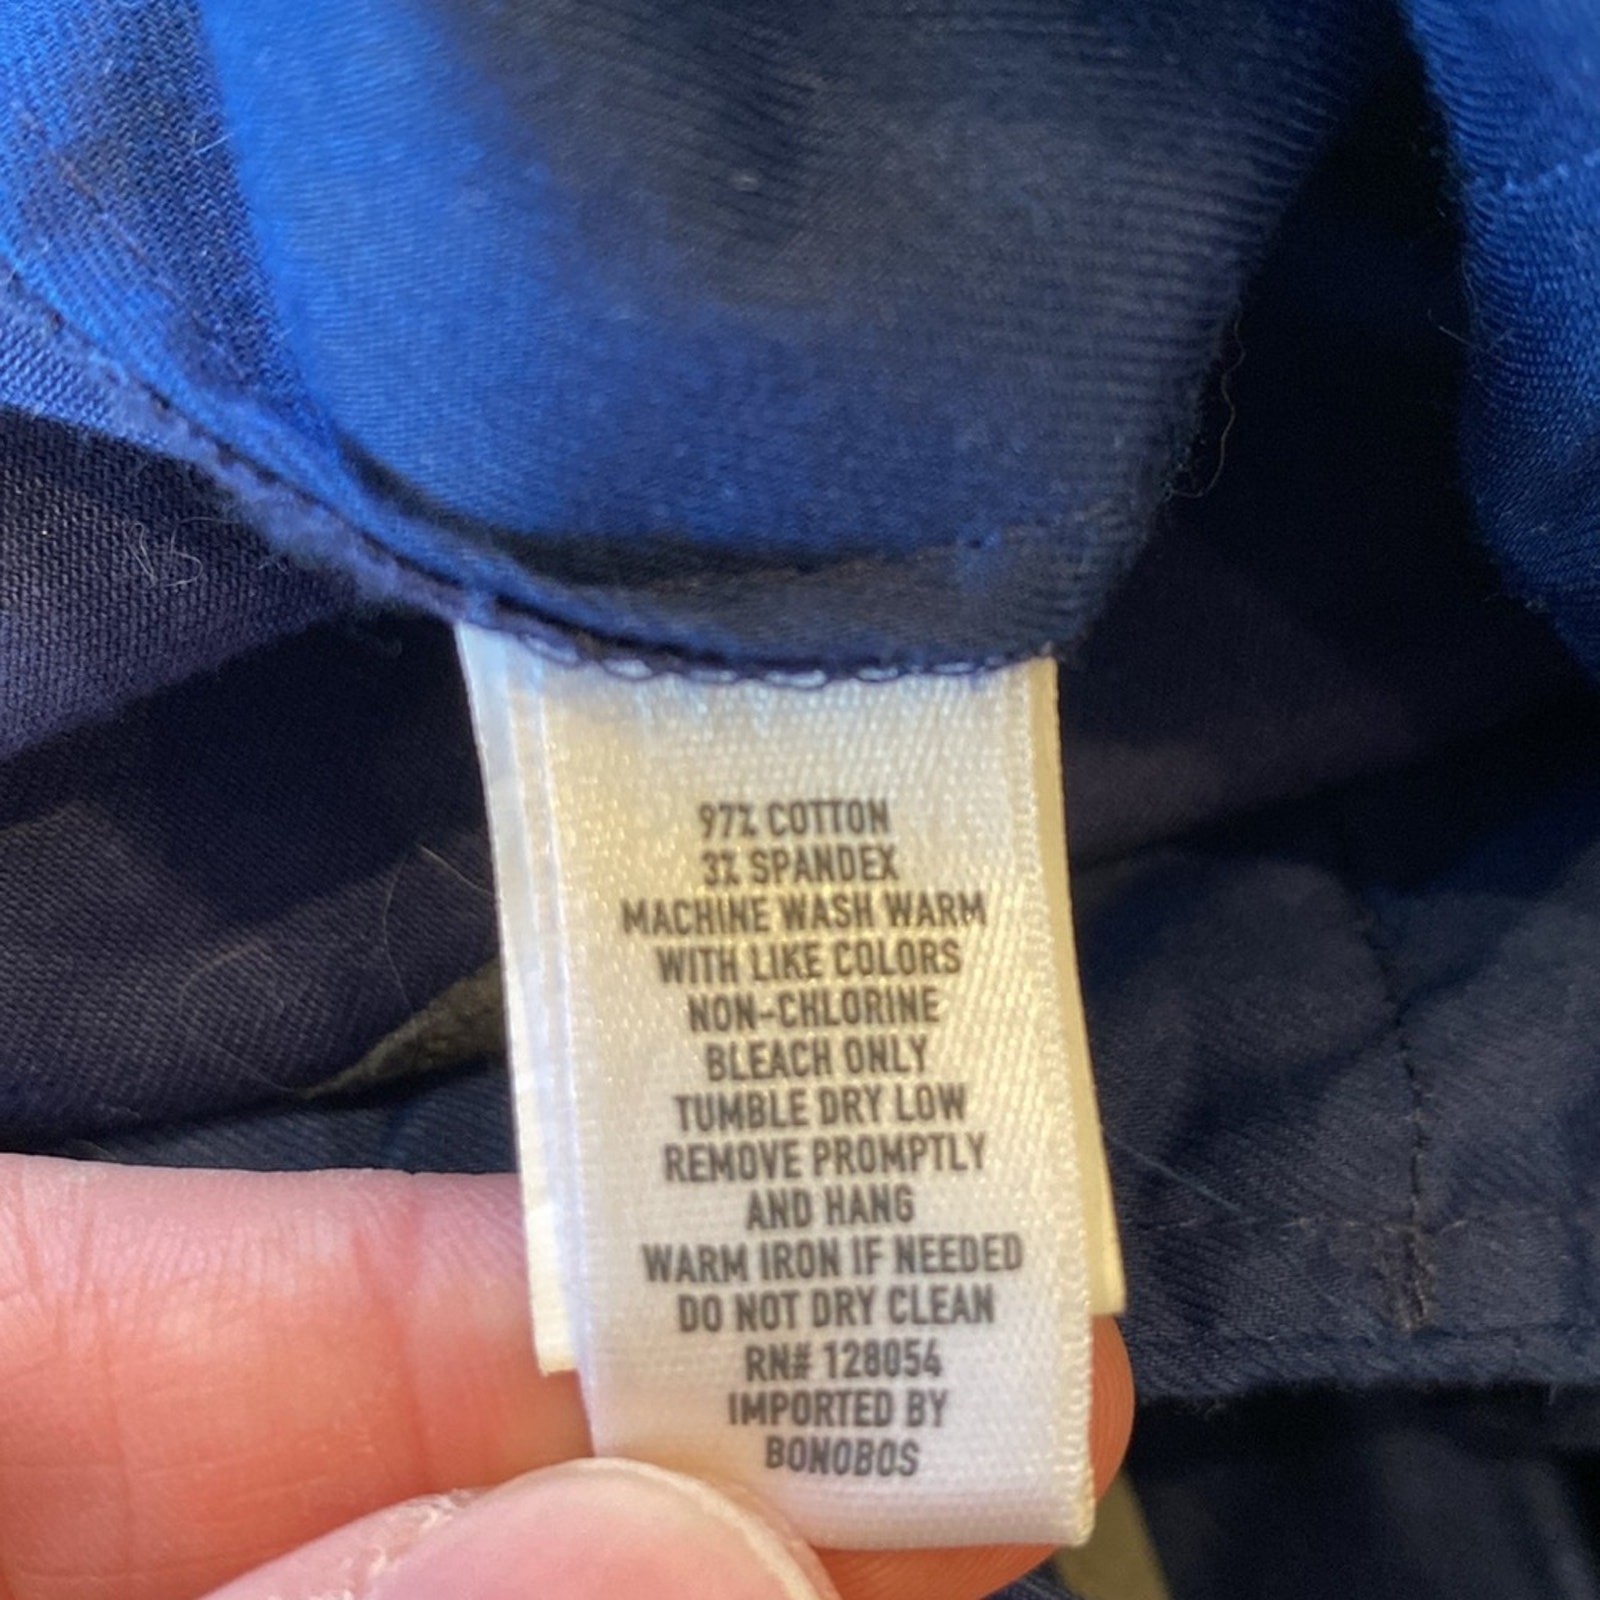 97% COTTON
3% SPANDEX
MACHINE WASH WARM
WITH LIKE COLORS
NON-CHLORINE
BLEACH ONLY
TUMBLE DRY LOW
REMOVE PROMPTLY
AND HANG
WARM IRON IF NEEDED
DO NOT DRY CLEAN
RN# 128054
IMPORTED BY
BONOBOS